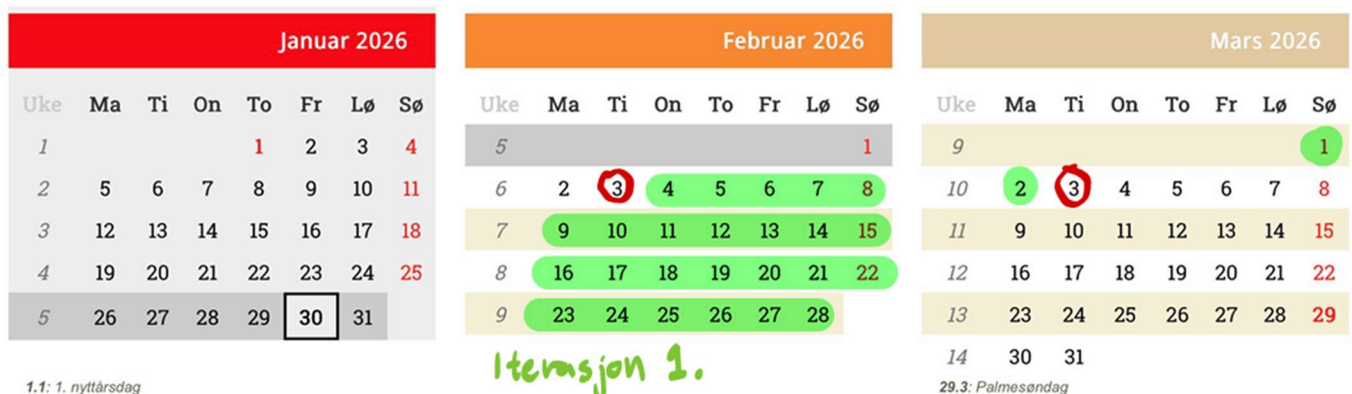 Januar 2026
Uke Ma Ti On To Fr Lø Sø
1 1 2 3 4
2 5 6 7 8 9 10 11
3 12 13 14 15 16 17 18
4 19 20 21 22 23 24 25
5 26 27 28 29 30 31
1.1: 1. nyttårsdag
Februar 2026
Uke Ma Ti On To Fr Lø Sø
5 1
6 2 3 4 5 6 7 8
7 9 10 11 12 13 14 15
8 16 17 18 19 20 21 22
9 23 24 25 26 27 28
Iterasjon 1.
Mars 2026
Uke Ma Ti On To Fr Lø Sø
9 1
10 2 3 4 5 6 7 8
11 9 10 11 12 13 14 15
12 16 17 18 19 20 21 22
13 23 24 25 26 27 28 29
14 30 31
29.3: Palmesøndag